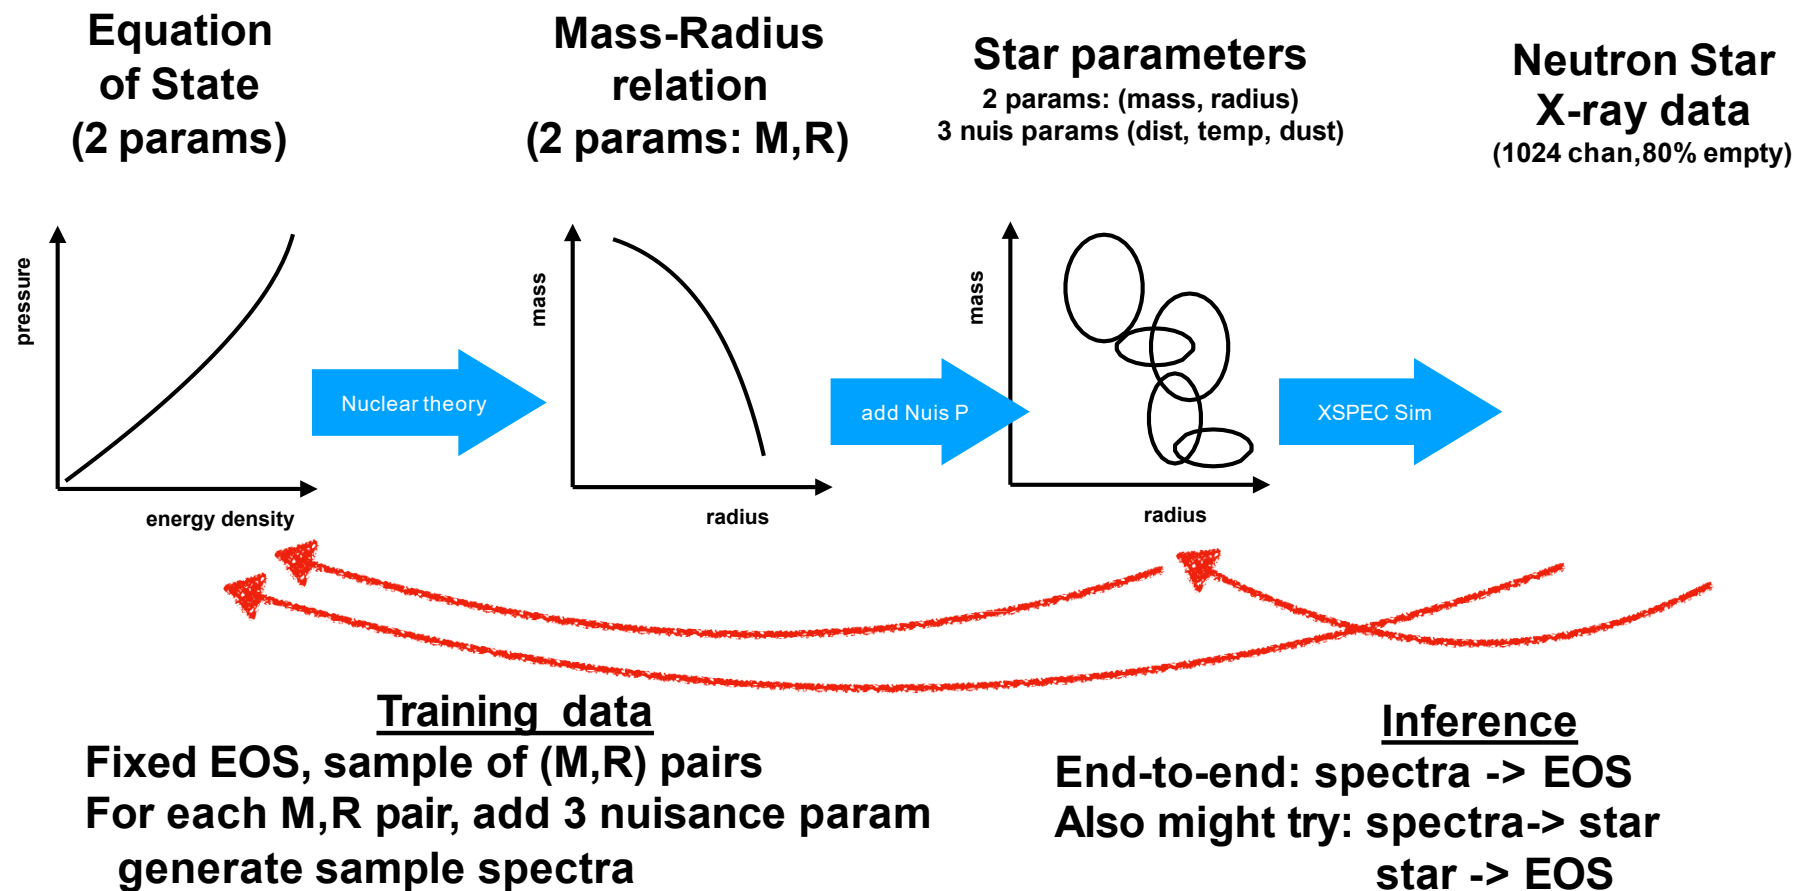 Equation
of State
(2 params)
Mass-Radius
relation
(2 params: M,R)
Star parameters
2 params: (mass, radius)
3 nuis params (dist, temp, dust)
Neutron Star
X-ray data
(1024 chan,80% empty)
pressure
energy density
Nuclear theory
mass
radius
add Nuis P
mass
radius
XSPEC Sim
Training data
Fixed EOS, sample of (M,R) pairs
For each M,R pair, add 3 nuisance param
generate sample spectra
Inference
End-to-end: spectra -> EOS
Also might try: spectra-> star
star -> EOS